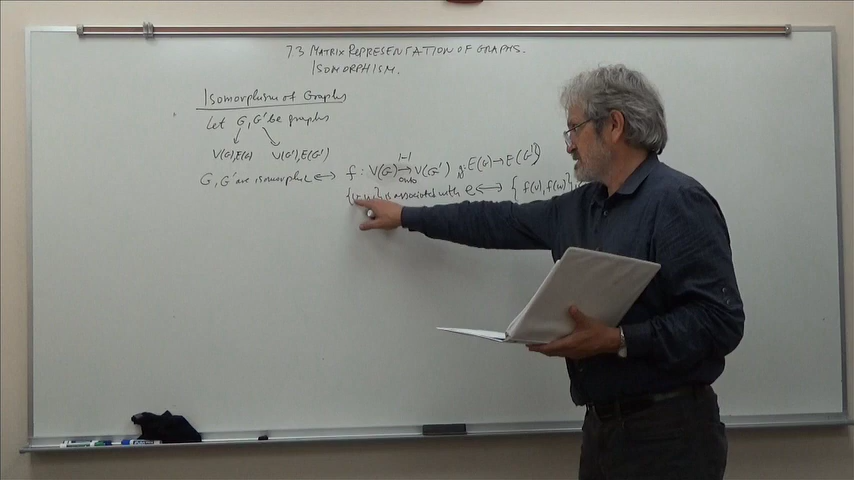 7.3 MATRIX REPRESENTATION OF GRAPHS.
ISOMORPHISM.
Isomorphism of Graphs
Let G, G' be graphs
V(G), E(G) V(G'), E(G')
G, G' are isomorphic ↔ f : V(G) 1-1 → onto V(G') g: E(G) → E(G')
is associated with e ↔ { f(v), f(w) }